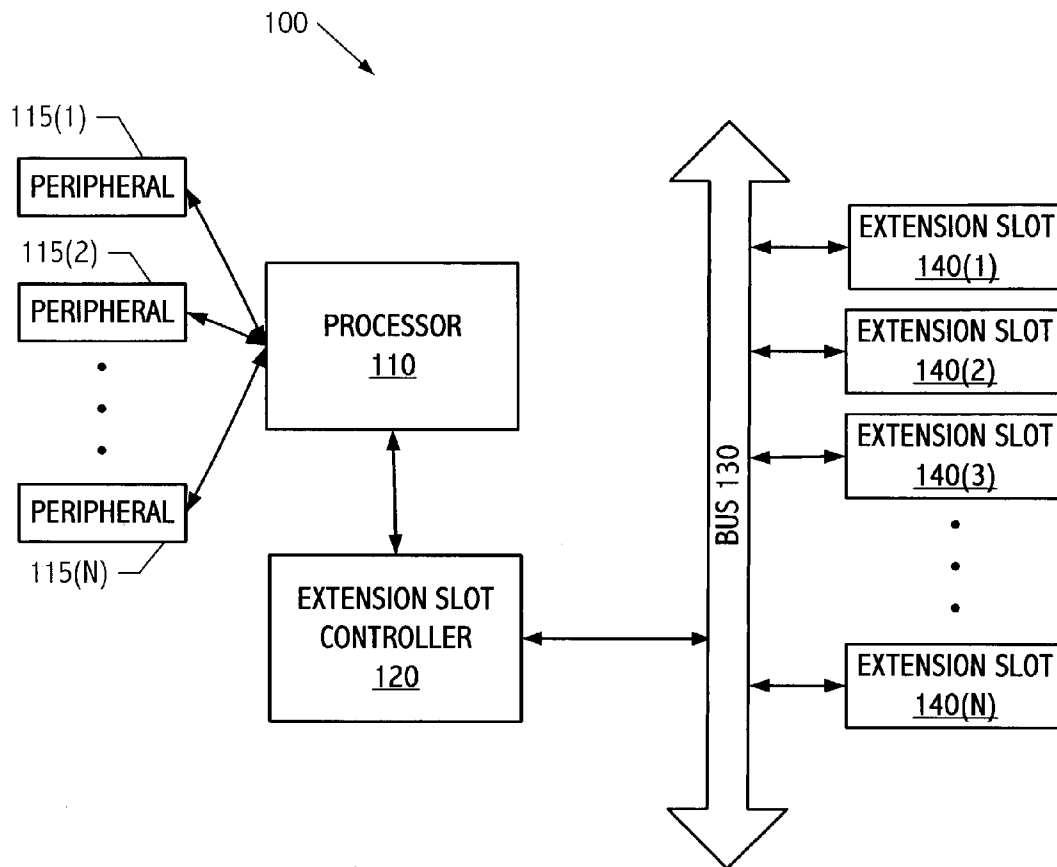 100
115(1)
PERIPHERAL
115(2)
PERIPHERAL
PERIPHERAL
115(N)
PROCESSOR
110
EXTENSION SLOT
CONTROLLER
120
BUS 130
EXTENSION SLOT
140(1)
EXTENSION SLOT
140(2)
EXTENSION SLOT
140(3)
EXTENSION SLOT
140(N)